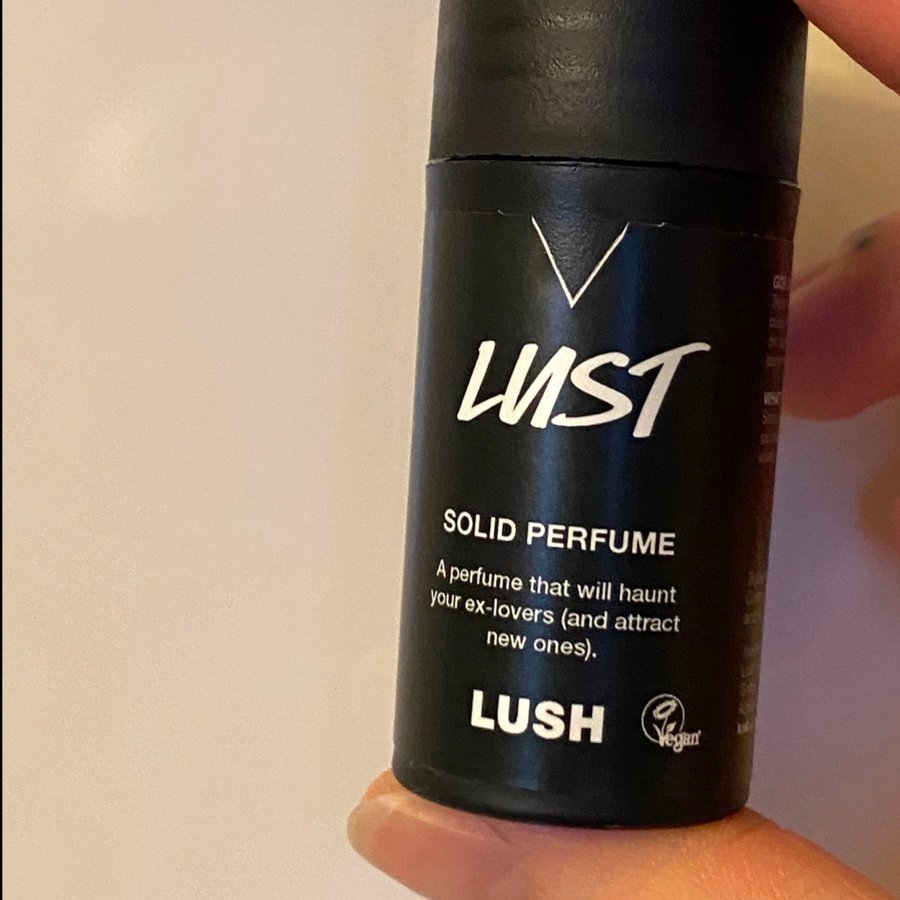 LUST
SOLID PERFUME
A perfume that will haunt
your ex-lovers (and attract
new ones).
LUSH
Vegan